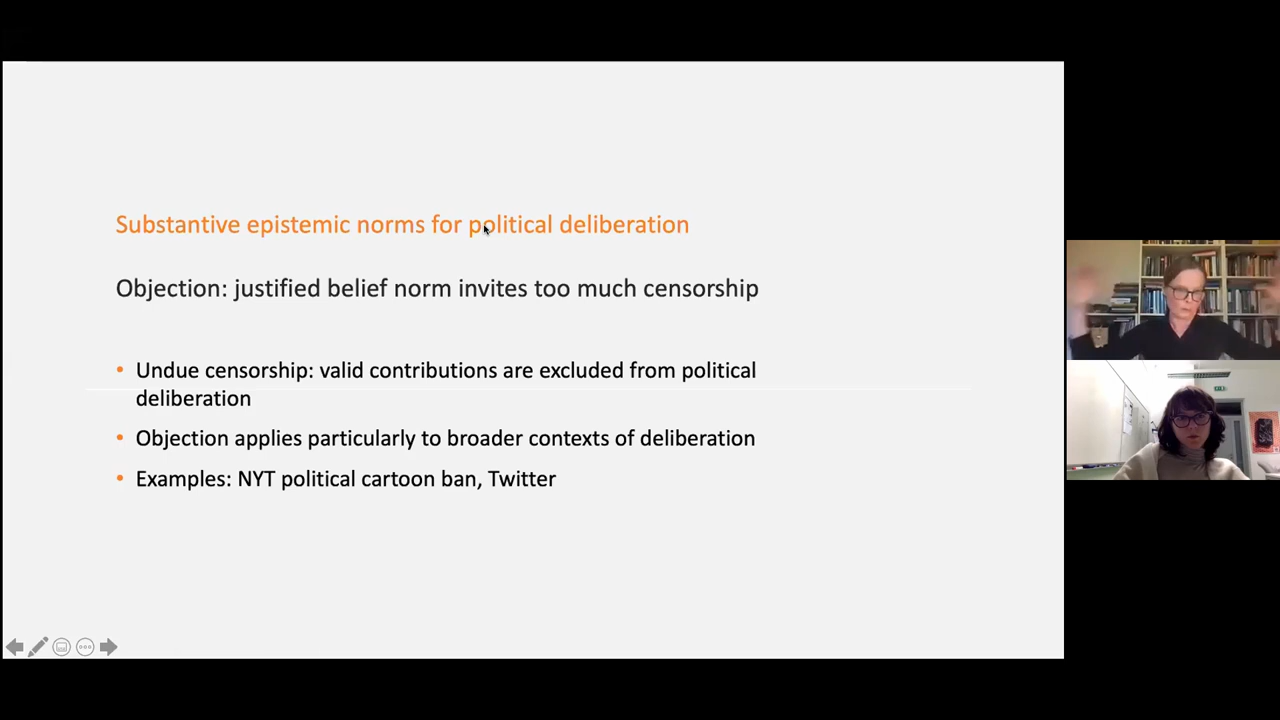 Substantive epistemic norms for political deliberation
Objection: justified belief norm invites too much censorship
• Undue censorship: valid contributions are excluded from political
deliberation
• Objection applies particularly to broader contexts of deliberation
• Examples: NYT political cartoon ban, Twitter